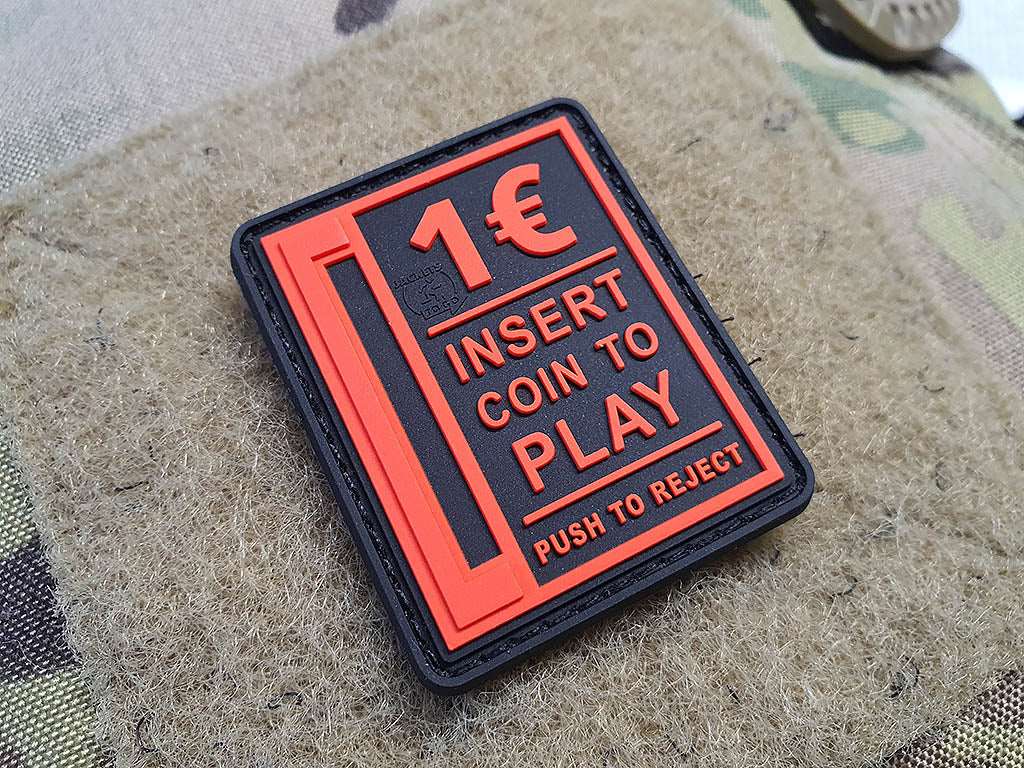 1€
INSERT
COIN TO
PLAY
PUSH TO REJECT